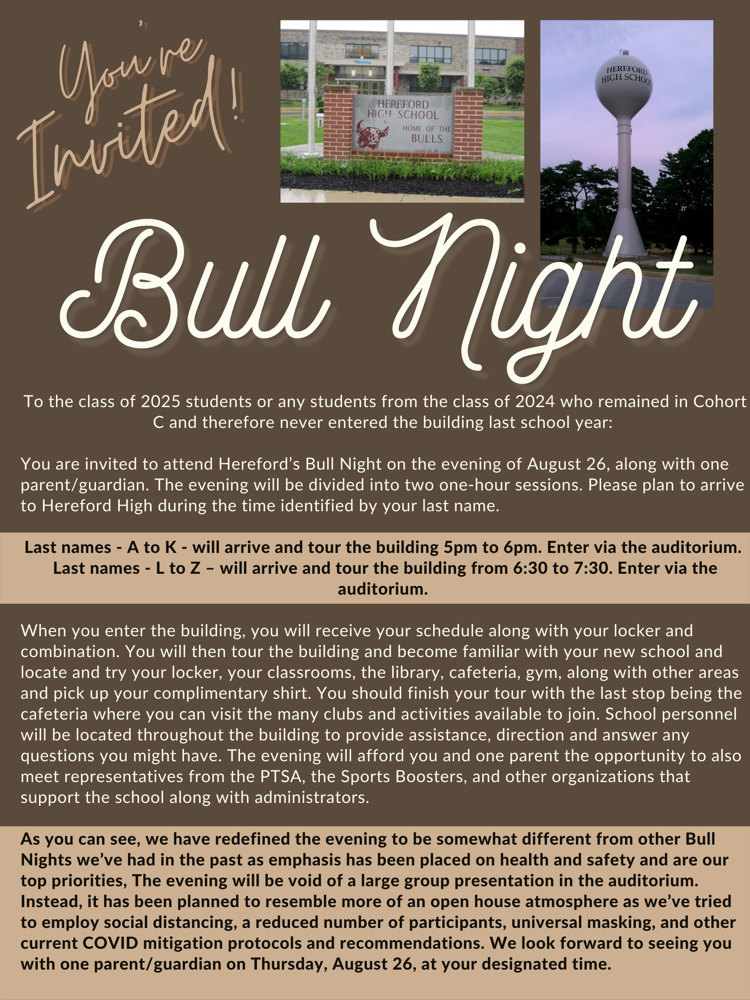 You're
Invited!
HEREFORD HIGH SCHOOL
HEREFORD
HIGH SCHOOL
HOME OF THE
BULLS
CLASS OF 86
HEREFORD
HIGH SCHOOL
Bull Night
To the class of 2025 students or any students from the class of 2024 who remained in Cohort
C and therefore never entered the building last school year:
You are invited to attend Hereford’s Bull Night on the evening of August 26, along with one
parent/guardian. The evening will be divided into two one-hour sessions. Please plan to arrive
to Hereford High during the time identified by your last name.
Last names - A to K - will arrive and tour the building 5pm to 6pm. Enter via the auditorium.
Last names - L to Z – will arrive and tour the building from 6:30 to 7:30. Enter via the
auditorium.
When you enter the building, you will receive your schedule along with your locker and
combination. You will then tour the building and become familiar with your new school and
locate and try your locker, your classrooms, the library, cafeteria, gym, along with other areas
and pick up your complimentary shirt. You should finish your tour with the last stop being the
cafeteria where you can visit the many clubs and activities available to join. School personnel
will be located throughout the building to provide assistance, direction and answer any
questions you might have. The evening will afford you and one parent the opportunity to also
meet representatives from the PTSA, the Sports Boosters, and other organizations that
support the school along with administrators.
As you can see, we have redefined the evening to be somewhat different from other Bull
Nights we’ve had in the past as emphasis has been placed on health and safety and are our
top priorities, The evening will be void of a large group presentation in the auditorium.
Instead, it has been planned to resemble more of an open house atmosphere as we’ve tried
to employ social distancing, a reduced number of participants, universal masking, and other
current COVID mitigation protocols and recommendations. We look forward to seeing you
with one parent/guardian on Thursday, August 26, at your designated time.